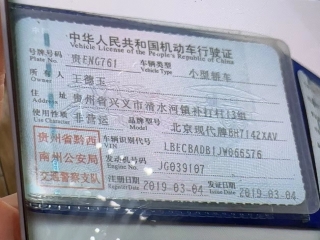 中华人民共和国机动车行驶证
Vehicle License of the People's Republic of China
号牌号码 贵ENG761 车辆类型 小型轿车
Plate No. Vehicle Type
所有人 王德玉
Owner
住址 贵州省兴义市清水河镇补打村13组
Address
使用性质 非营运 品牌型号 北京现代牌BH7142XAV
Use Character Model
贵州省黔西 车辆识别代号 LBECBADB1JW066576
VIN
南州公安局 发动机号码 JG039107
Engine No.
交通警察支队 注册日期 2019-03-04 发证日期 2019-03-04
Register Date Issue Date